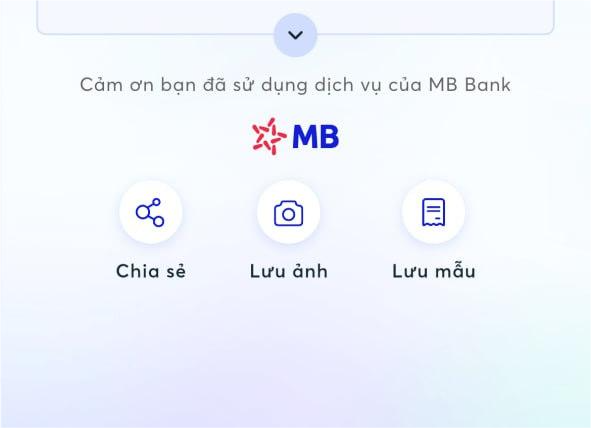 Cảm ơn bạn đã sử dụng dịch vụ của MB Bank
MB
Chia sẻ Lưu ảnh Lưu mẫu